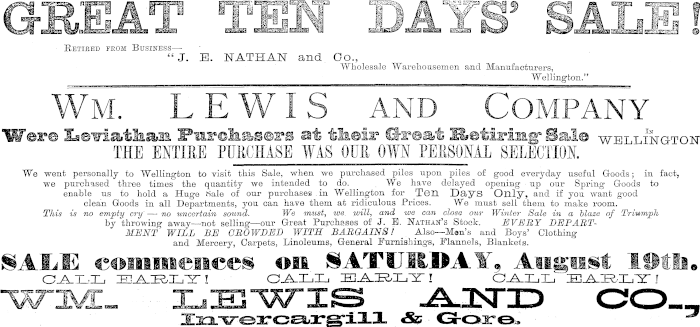 GREAT TEN DAYS' SALE!
RETIRED FROM BUSINESS—
"J. E. NATHAN and Co.,
Wholesale Warehousemen and Manufacturers,
Wellington."
WM. LEWIS AND COMPANY
Were Leviathan Purchasers at their Great Retiring Sale IN WELLINGTON
THE ENTIRE PURCHASE WAS OUR OWN PERSONAL SELECTION.
We went personally to Wellington to visit this Sale, when we purchased piles upon piles of good everyday useful Goods; in fact,
we purchased three times the quantity we intended to do. We have delayed opening up our Spring Goods to
enable us to hold a Huge Sale of our purchases in Wellington for Ten Days Only, and if you want good
clean Goods in all Departments, you can have them at ridiculous Prices. We must sell them to make room.
This is no empty cry — no uncertain sound. We must, we will, and we can close our Winter Sale in a blaze of Triumph
by throwing away—not selling—our Great Purchases of J. E. NATHAN'S Stock. EVERY DEPART-
MENT WILL BE CROWDED WITH BARGAINS! Also—Men's and Boys' Clothing
and Mercery, Carpets, Linoleums, General Furnishings, Flannels, Blankets.
SALE commences on SATURDAY, August 19th.
CALL EARLY! CALL EARLY! CALL EARLY!
WM. LEWIS AND CO.,
Invercargill & Gore.